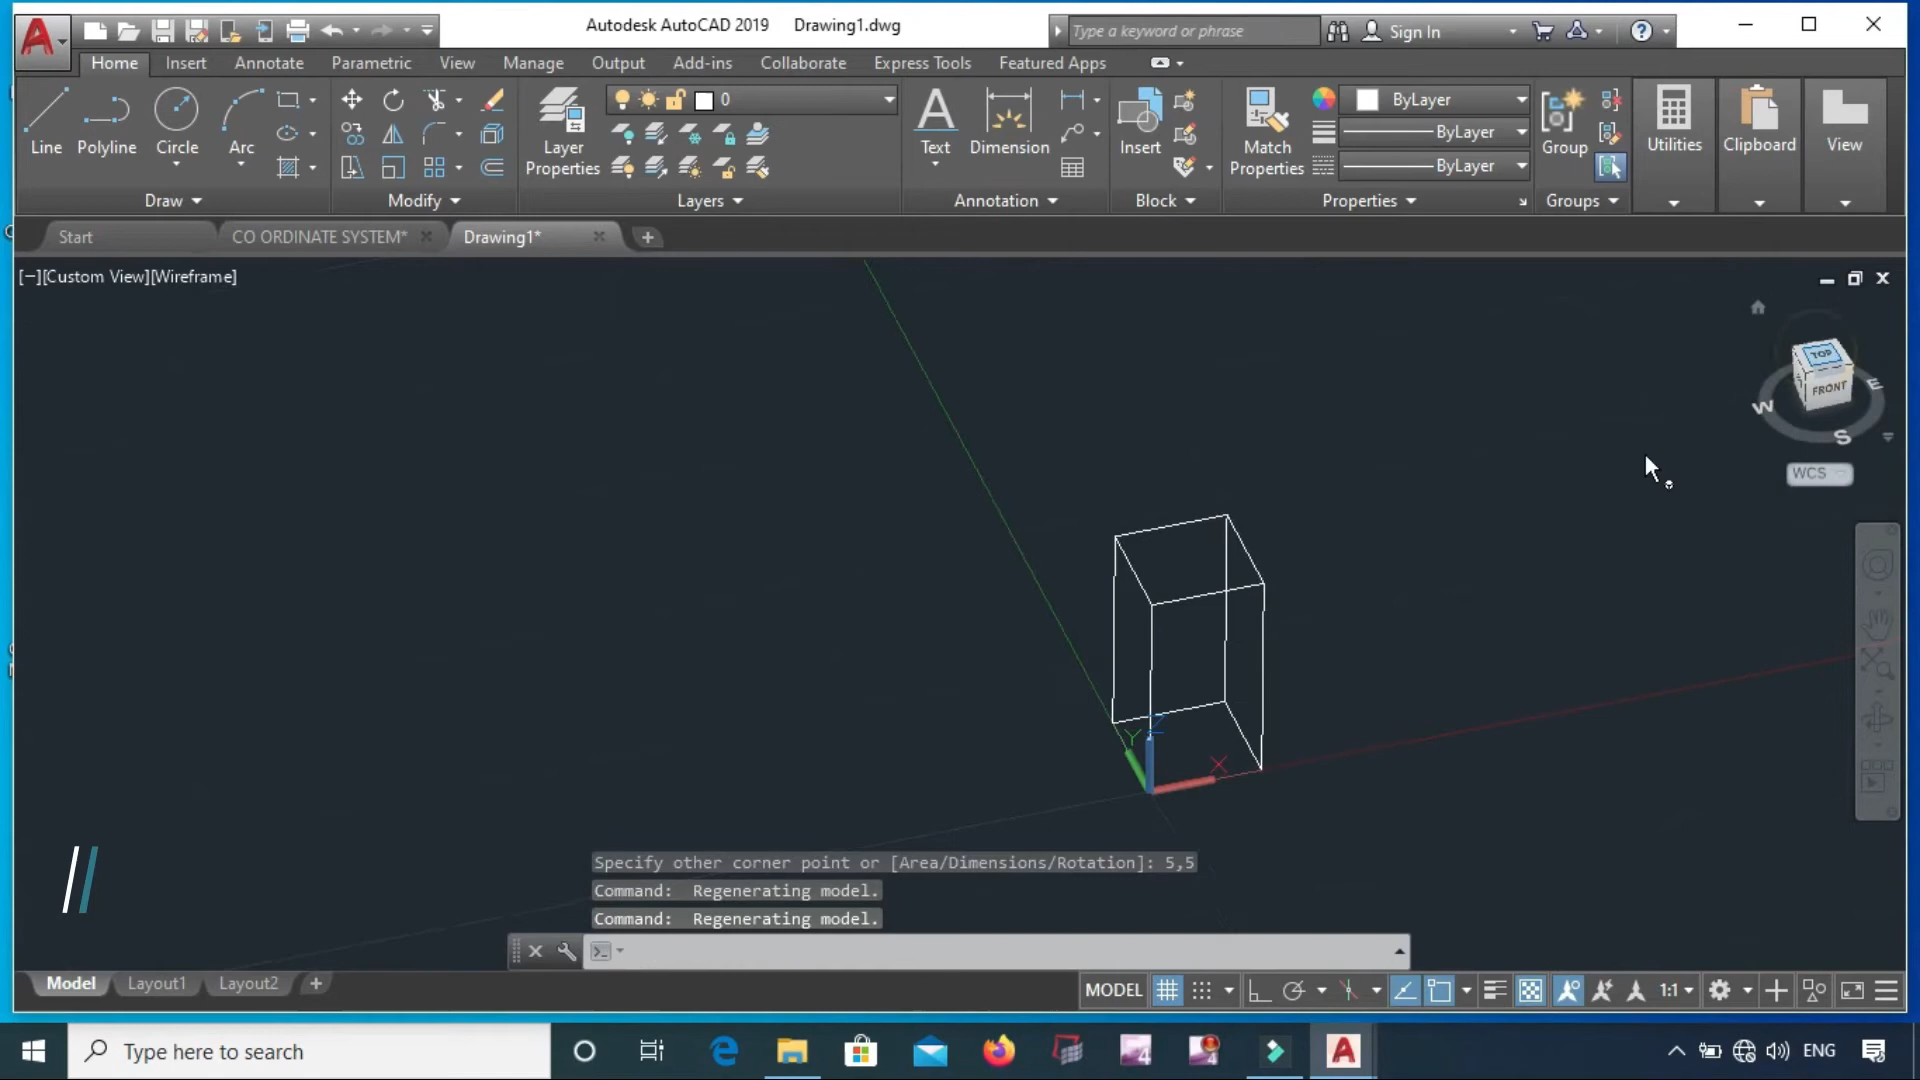 Autodesk AutoCAD 2019 Drawing1.dwg
Type a keyword or phrase
Sign In
Home Insert Annotate Parametric View Manage Output Add-ins Collaborate Express Tools Featured Apps
0
ByLayer
ByLayer
ByLayer
Line Polyline Circle Arc
Layer Properties
Text Dimension
Insert
Match Properties
Group
Utilities
Clipboard
View
Draw Modify Layers Annotation Block Properties Groups
Start CO ORDINATE SYSTEM* Drawing1*
[−][Custom View][Wireframe]
TOP
FRONT
W E
S
WCS
Y Z
X
Specify other corner point or [Area/Dimensions/Rotation]: 5,5
Command: Regenerating model.
Command: Regenerating model.
Model Layout1 Layout2
MODEL 1:1
Type here to search
ENG